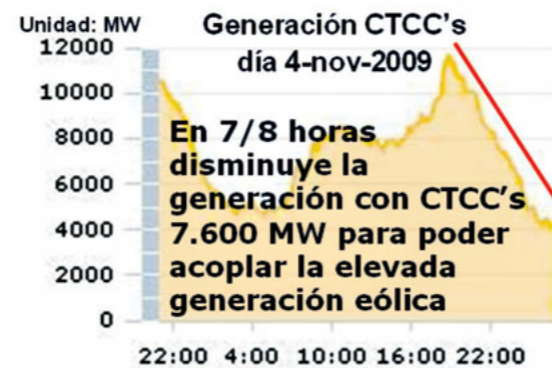 Unidad: MW
Generación CTCC's
día 4-nov-2009
12000
10000
8000
6000
4000
2000
0
En 7/8 horas
disminuye la
generación con CTCC's
7.600 MW para poder
acoplar la elevada
generación eólica
22:00 4:00 10:00 16:00 22:00